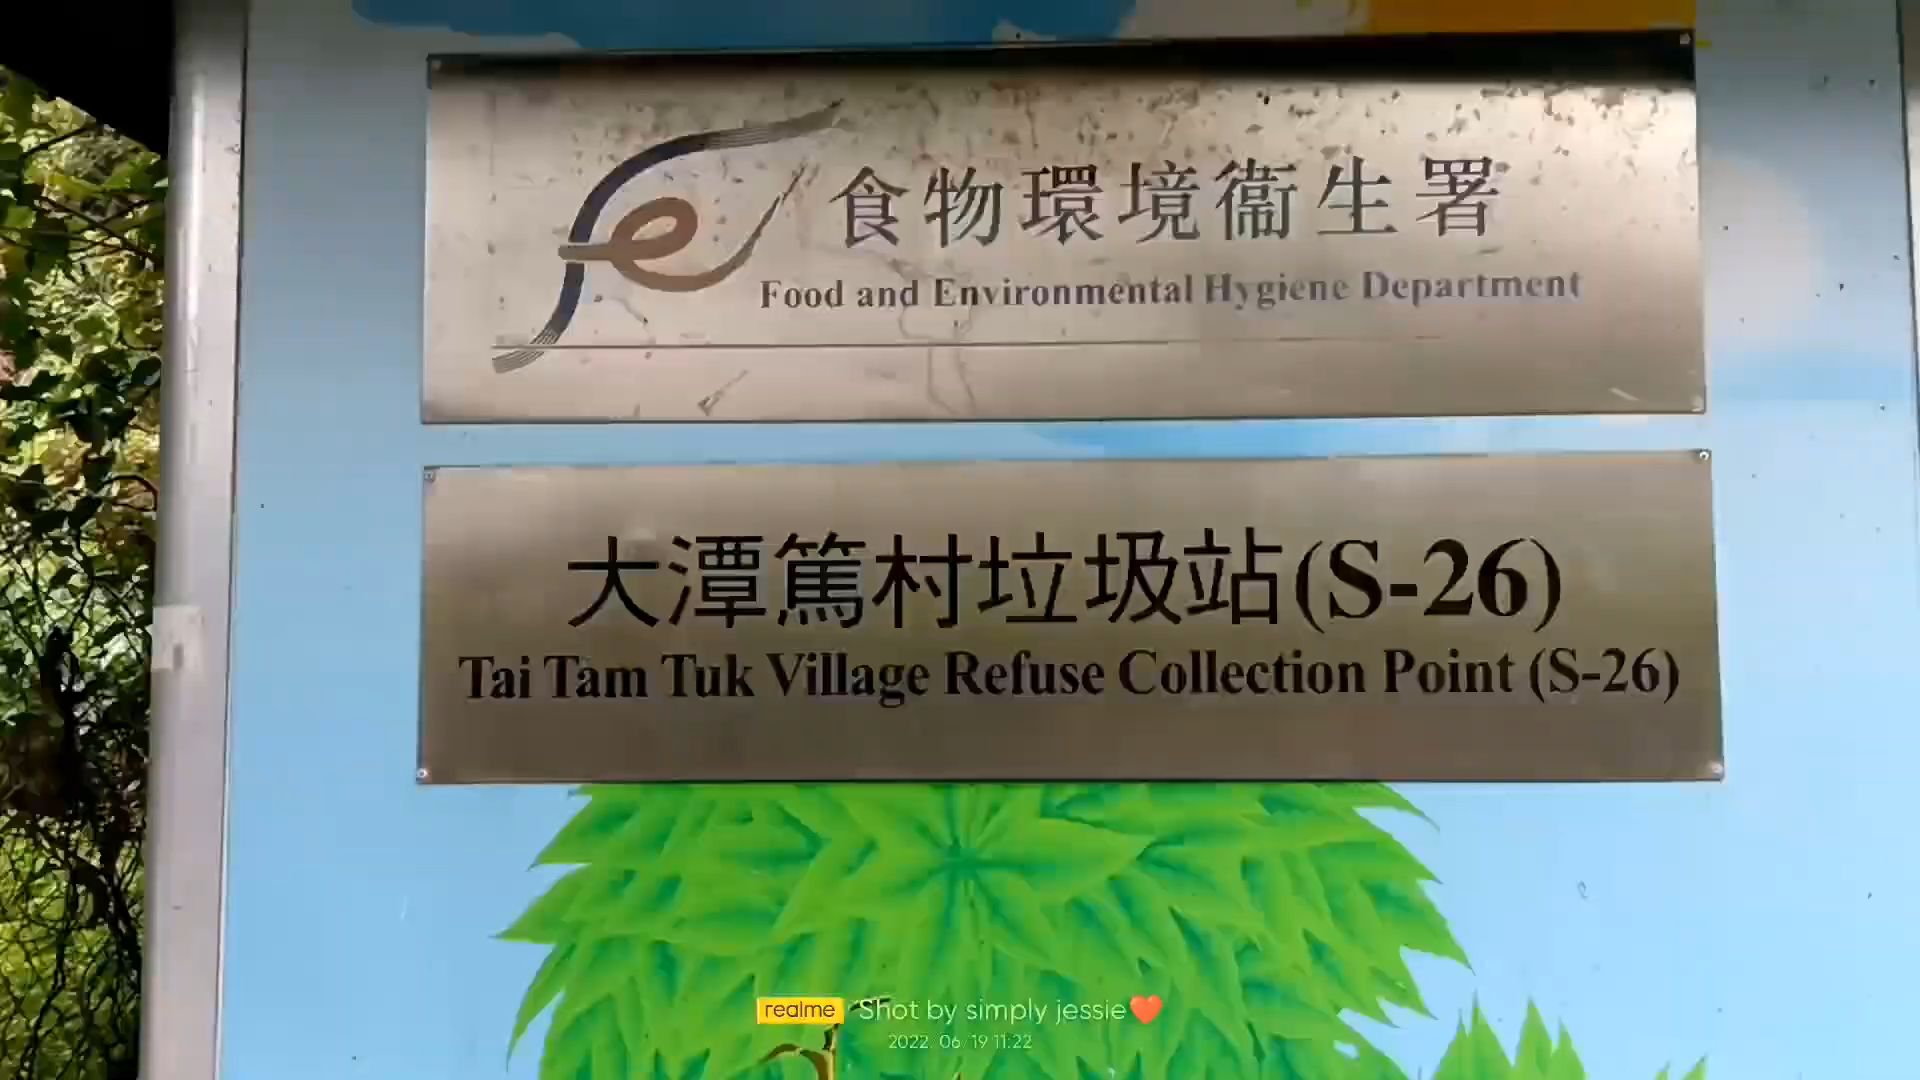 食物環境衞生署
Food and Environmental Hygiene Department
大潭篤村垃圾站(S-26)
Tai Tam Tuk Village Refuse Collection Point (S-26)
realme Shot by simply jessie❤️
2022. 06. 19 11:22